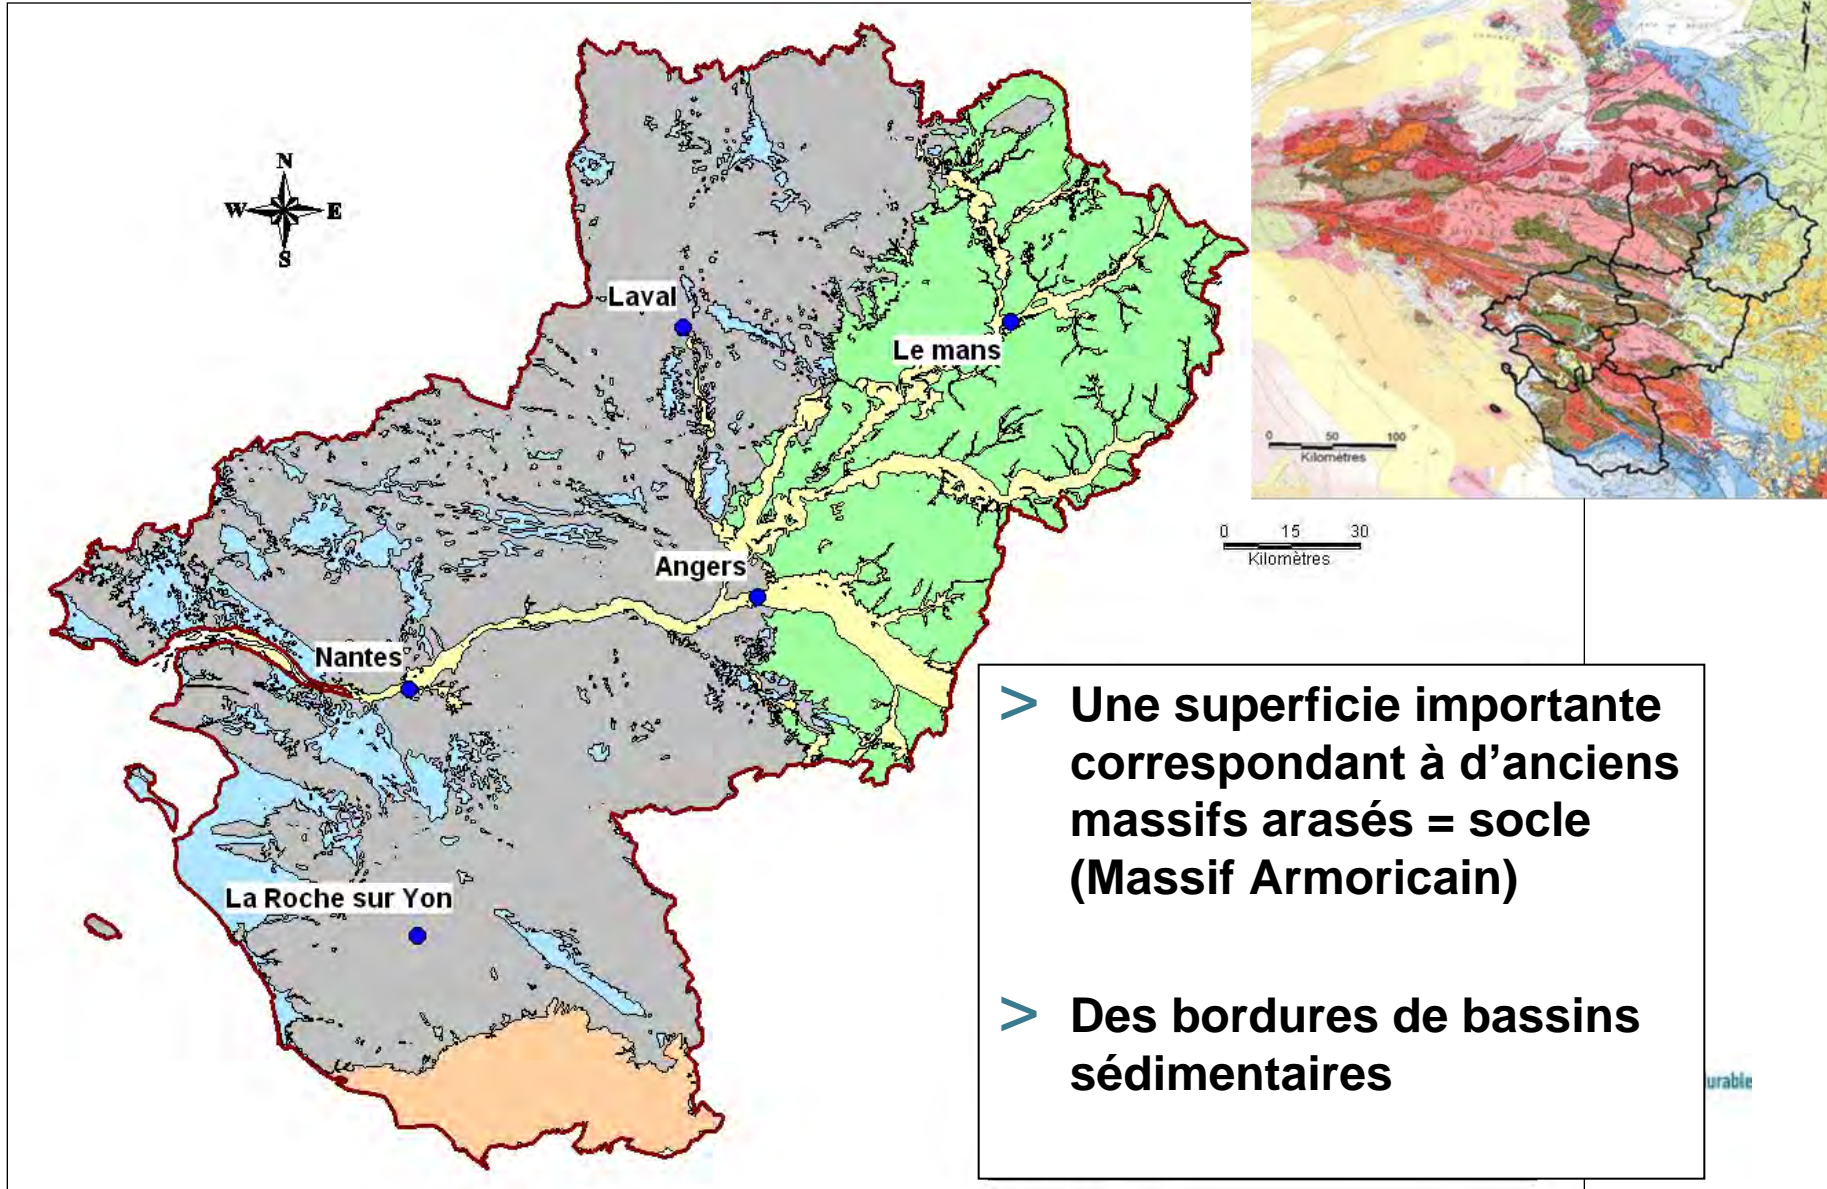 N
W E
S
Laval
Le mans
Angers
Nantes
La Roche sur Yon
N
0 50 100
Kilomètres
0 15 30
Kilomètres
> Une superficie importante
correspondant à d’anciens
massifs arasés = socle
(Massif Armoricain)
> Des bordures de bassins
sédimentaires
urable